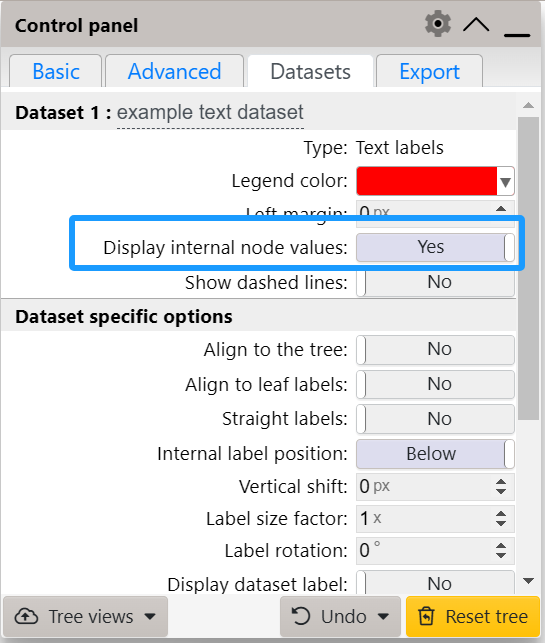 Control panel
Basic Advanced Datasets Export
Dataset 1 : example text dataset
Type: Text labels
Legend color:
Left margin: 0 px
Display internal node values: Yes
Show dashed lines: No
Dataset specific options
Align to the tree: No
Align to leaf labels: No
Straight labels: No
Internal label position: Below
Vertical shift: 0 px
Label size factor: 1 x
Label rotation: 0 °
Display dataset label: No
Tree views Undo Reset tree